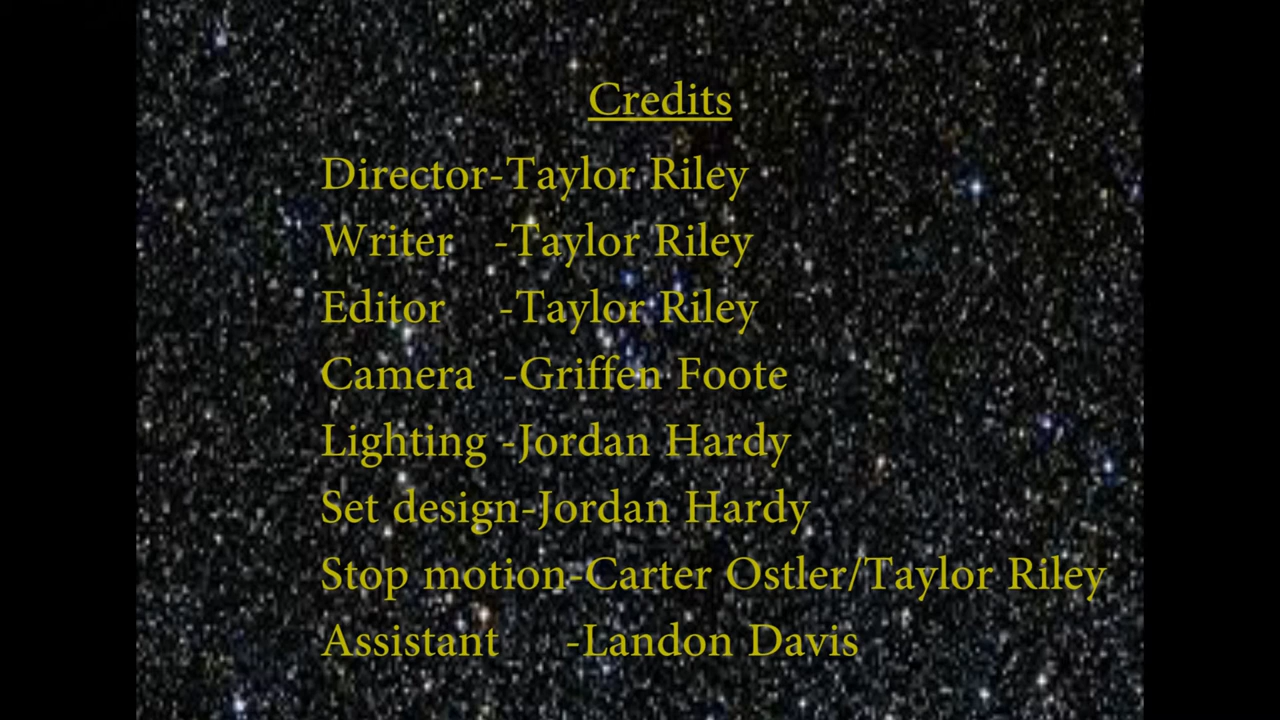 Credits
Director-Taylor Riley
Writer -Taylor Riley
Editor -Taylor Riley
Camera -Griffen Foote
Lighting -Jordan Hardy
Set design-Jordan Hardy
Stop motion-Carter Ostler/Taylor Riley
Assistant -Landon Davis